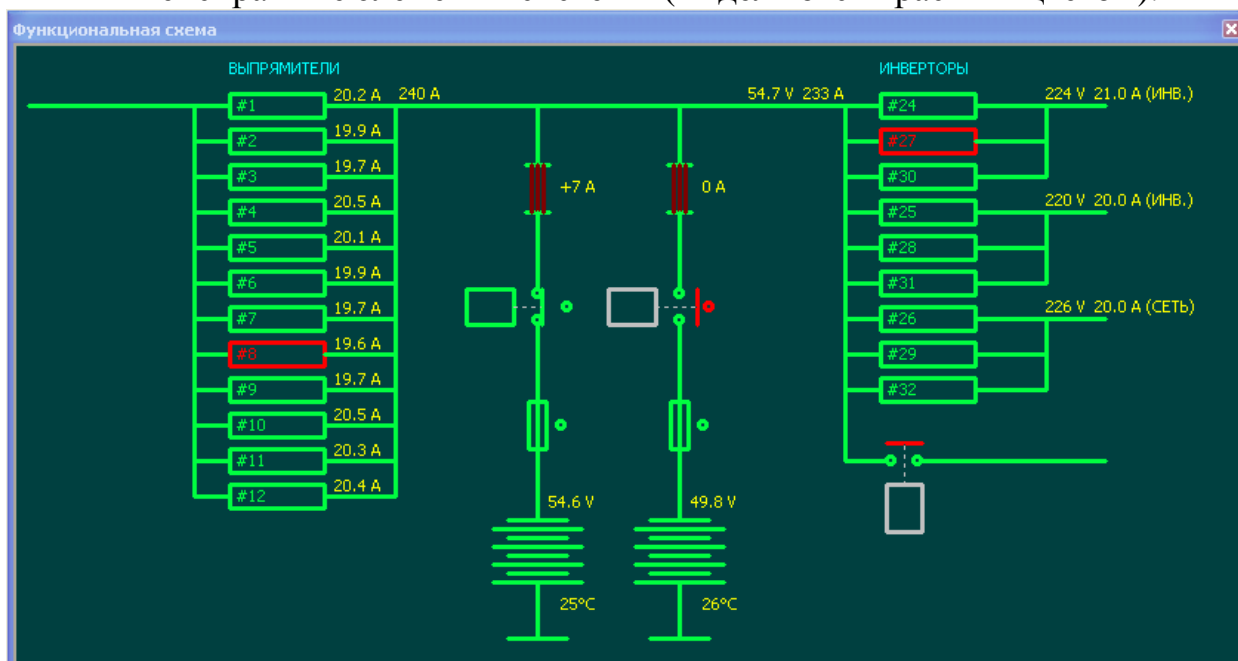 Функциональная схема
ВЫПРЯМИТЕЛИ
ИНВЕРТОРЫ
#1
20.2 A
240 A
54.7 V 233 A
#24
224 V 21.0 A (ИНВ.)
#2
19.9 A
#27
#3
19.7 A
+7 A
0 A
#30
#4
20.5 A
#25
220 V 20.0 A (ИНВ.)
#5
20.1 A
#28
#6
19.9 A
#31
#7
19.7 A
#26
226 V 20.0 A (СЕТЬ)
#8
19.6 A
#29
#9
19.7 A
#32
#10
20.5 A
#11
20.3 A
#12
20.4 A
54.6 V
49.8 V
25°C
26°C